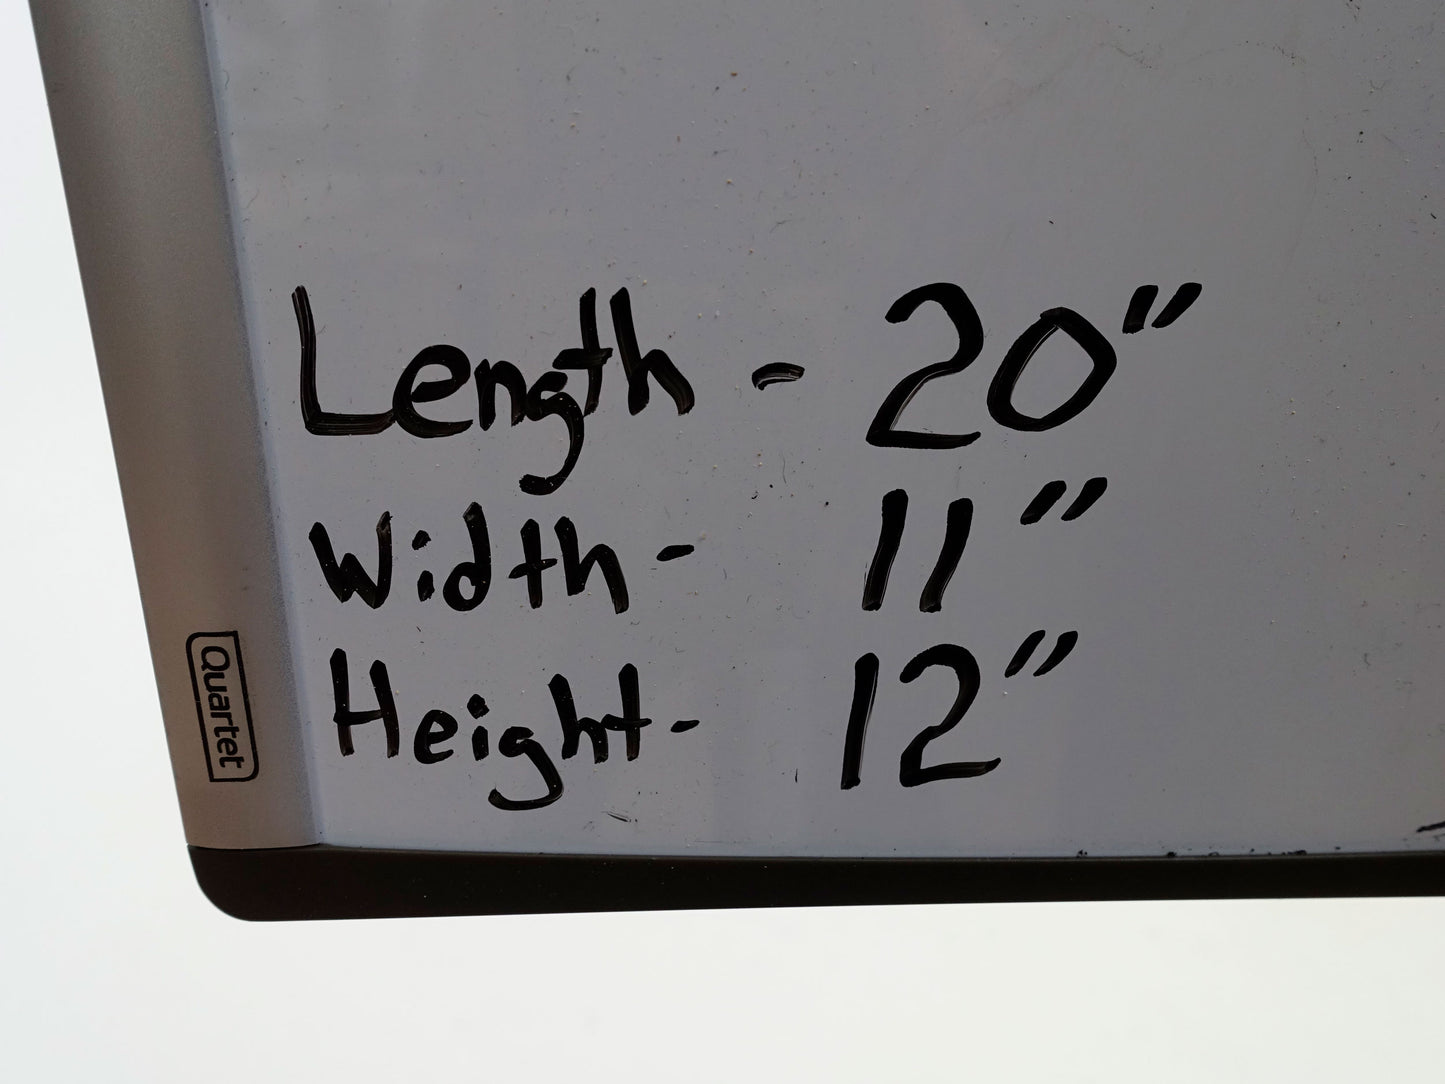 Length - 20"
Width - 11"
Height - 12"
Quartet